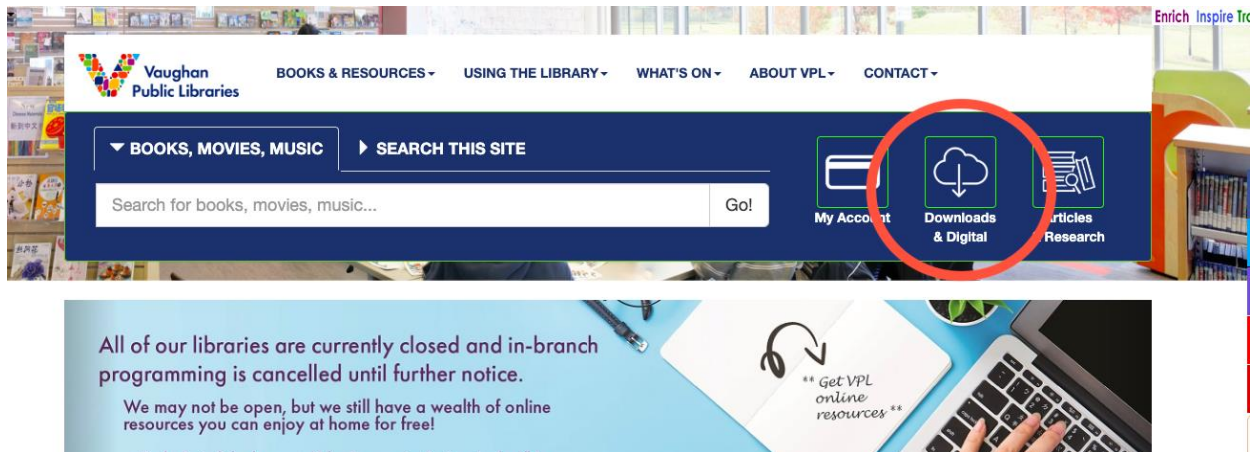 Enrich Inspire
Vaughan
Public Libraries
BOOKS & RESOURCES
USING THE LIBRARY
WHAT'S ON
ABOUT VPL
CONTACT
BOOKS, MOVIES, MUSIC
SEARCH THIS SITE
Search for books, movies, music...
Go!
My Account
Downloads
& Digital
Articles
Research
All of our libraries are currently closed and in-branch
programming is cancelled until further notice.
We may not be open, but we still have a wealth of online
resources you can enjoy at home for free!
** Get VPL
online
resources **